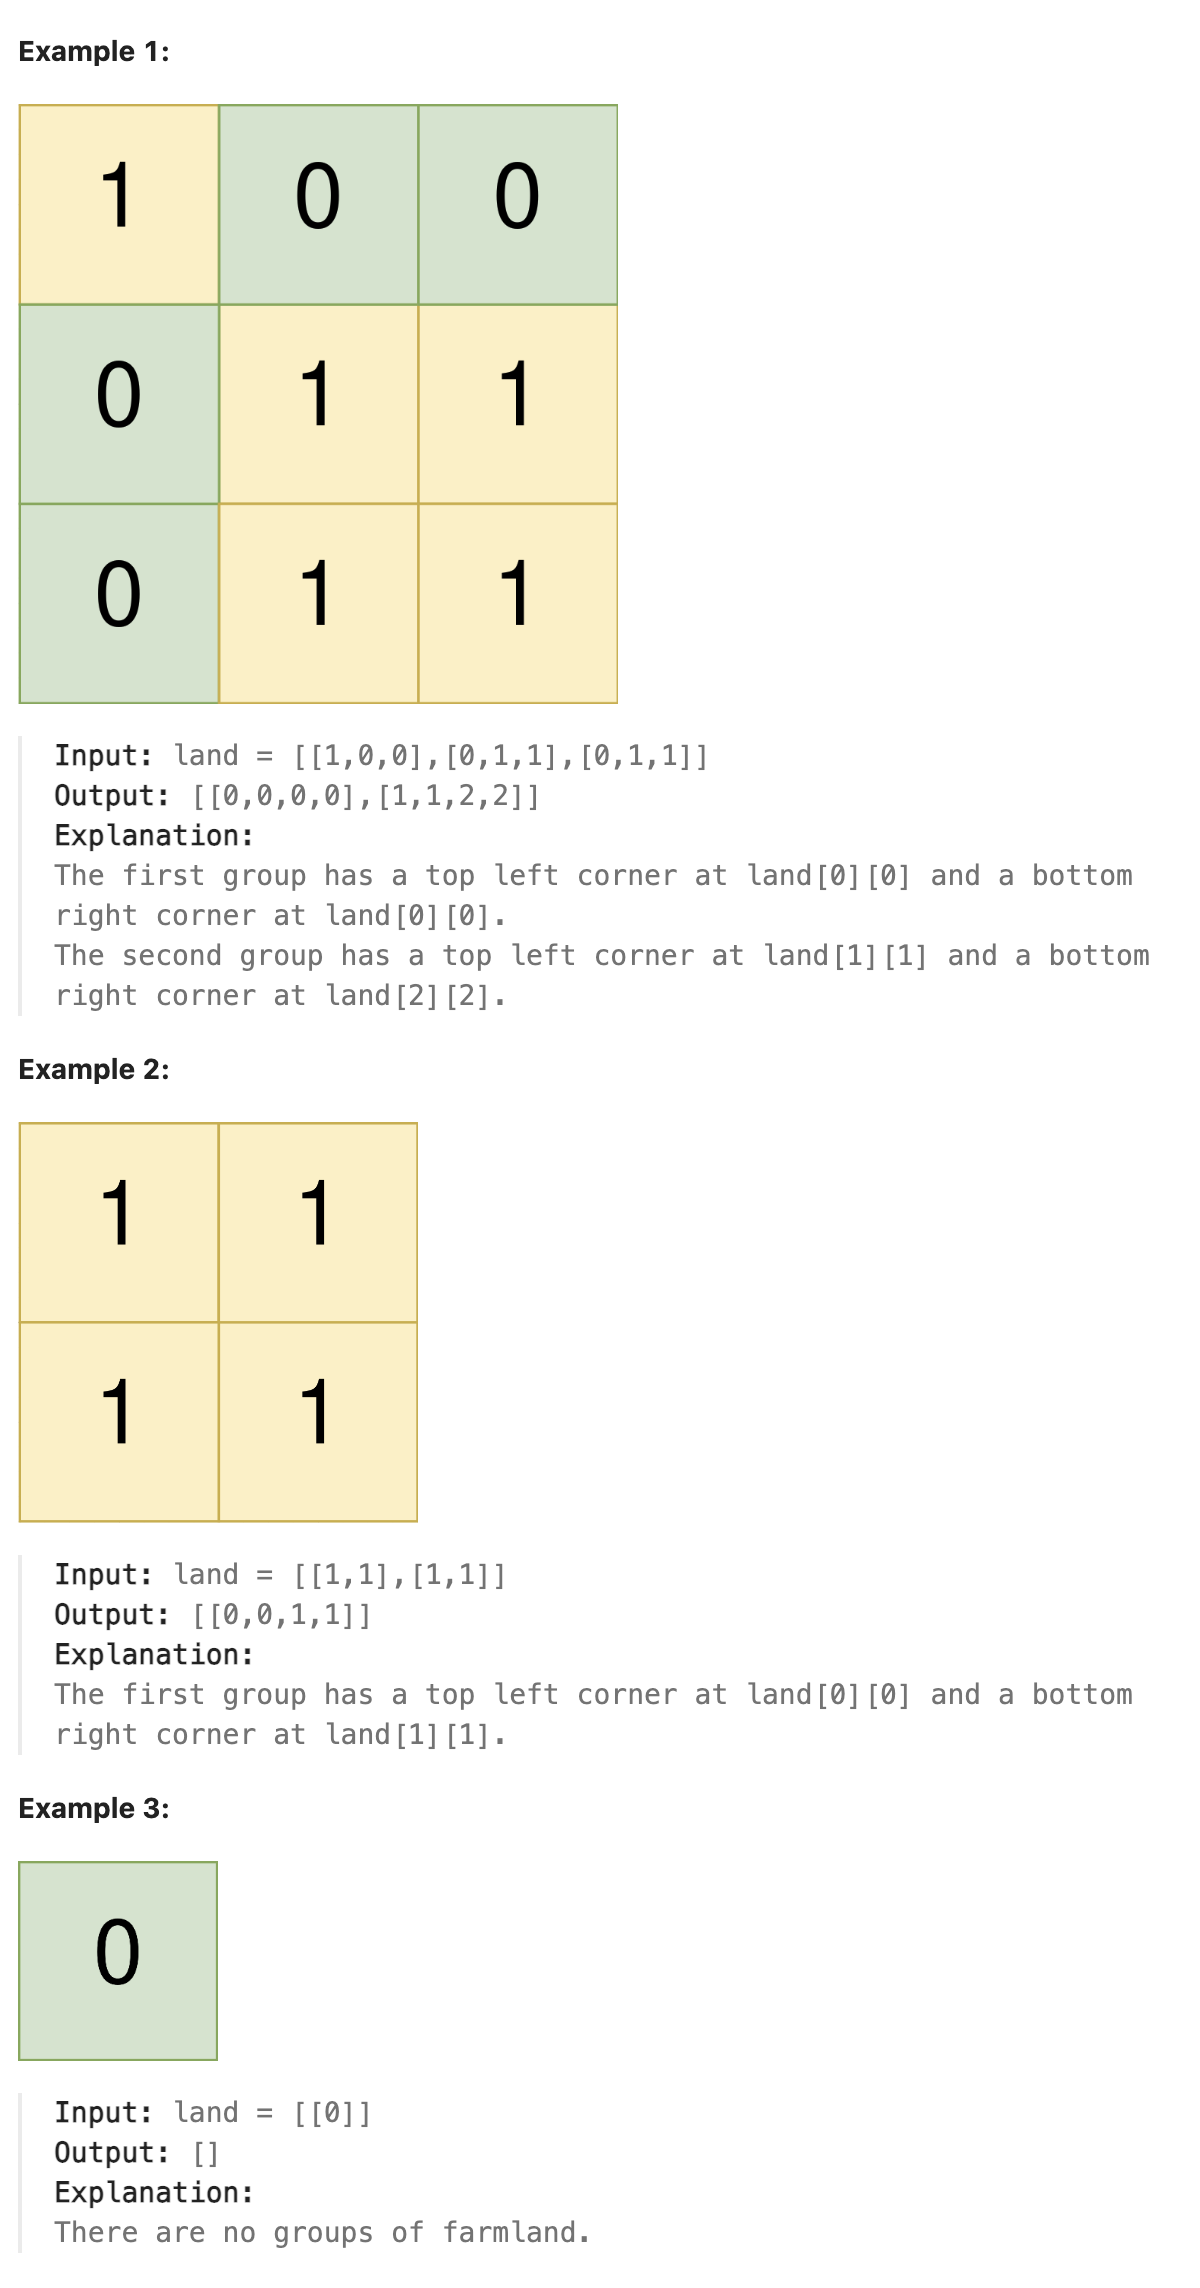 Example 1:
1 0 0
0 1 1
0 1 1
Input: land = [[1,0,0],[0,1,1],[0,1,1]]
Output: [[0,0,0,0],[1,1,2,2]]
Explanation:
The first group has a top left corner at land[0][0] and a bottom
right corner at land[0][0].
The second group has a top left corner at land[1][1] and a bottom
right corner at land[2][2].
Example 2:
1 1
1 1
Input: land = [[1,1],[1,1]]
Output: [[0,0,1,1]]
Explanation:
The first group has a top left corner at land[0][0] and a bottom
right corner at land[1][1].
Example 3:
0
Input: land = [[0]]
Output: []
Explanation:
There are no groups of farmland.